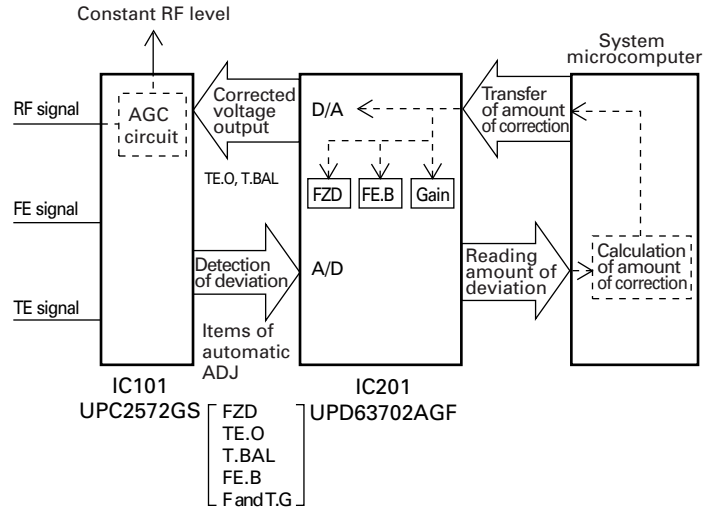 Constant RF level
System
microcomputer
RF signal
AGC
circuit
Corrected
voltage
output
D/A
Transfer
of amount
of correction
TE.O, T.BAL
FZD
FE.B
Gain
FE signal
Detection
of deviation
A/D
Reading
amount of
deviation
Calculation
of amount
of correction
TE signal
Items of
automatic
ADJ
IC101
UPC2572GS
IC201
UPD63702AGF
FZD
TE.O
T.BAL
FE.B
FandT.G